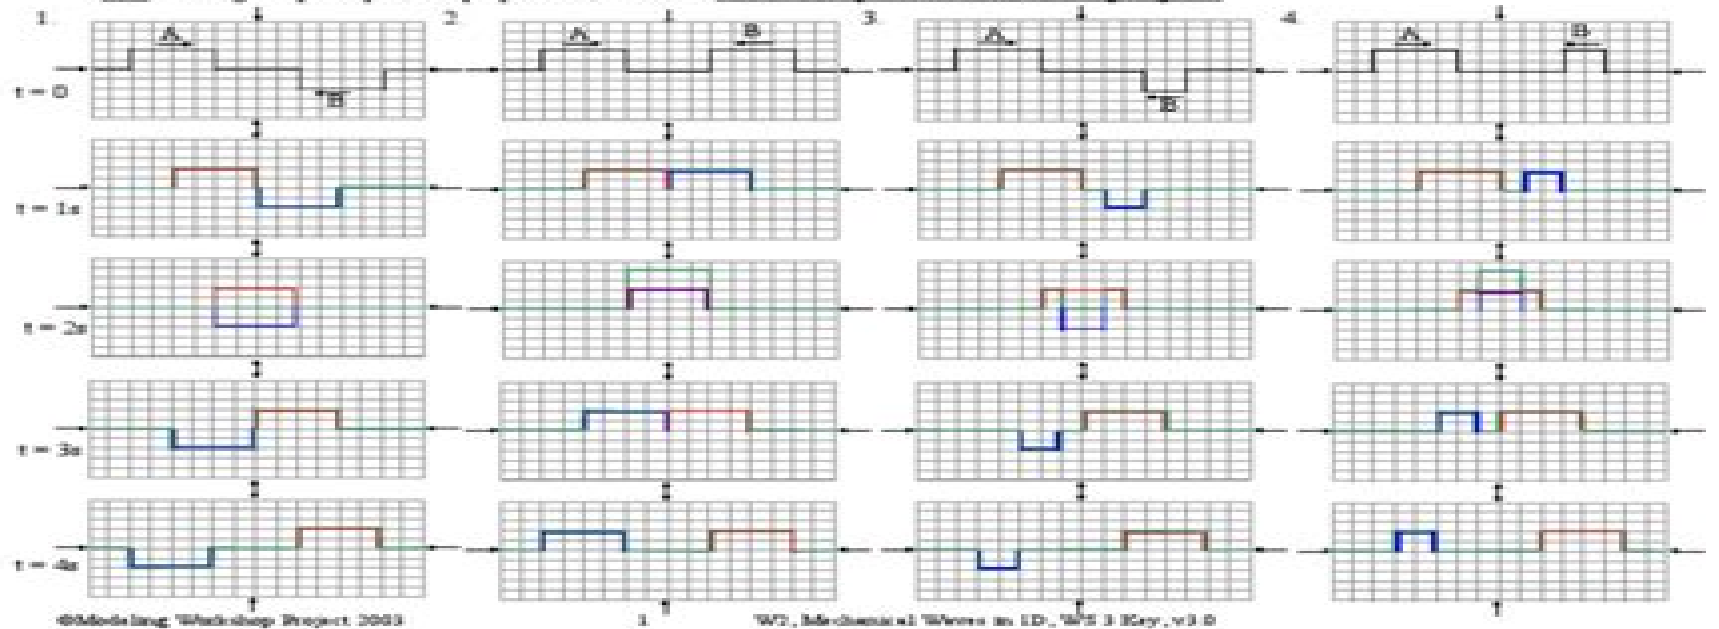 1. 2. 3. 4.
A A B A A B
t = 0 B B
t = 1s
t = 2s
t = 3s
t = 4s
©Modeling Workshop Project 2003 1 W2, Mechanical Waves in 1D, WS 3 Key, v3.0